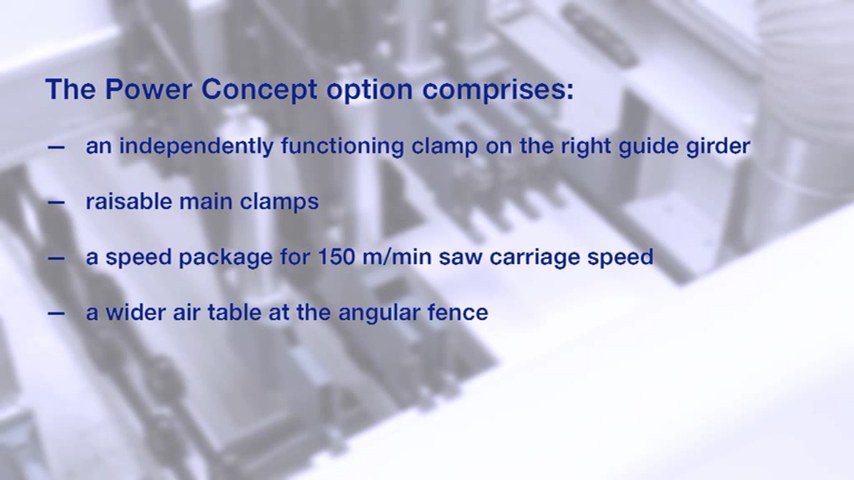 The Power Concept option comprises:
— an independently functioning clamp on the right guide girder
— raisable main clamps
— a speed package for 150 m/min saw carriage speed
— a wider air table at the angular fence